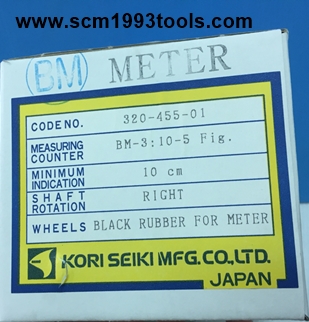 www.scm1993tools.com
BM METER
CODE NO. 320-455-01
MEASURING COUNTER BM-3:10-5 Fig.
MINIMUM INDICATION 10 cm
SHAFT ROTATION RIGHT
WHEELS BLACK RUBBER FOR METER
KORI SEIKI MFG.CO.,LTD.
JAPAN